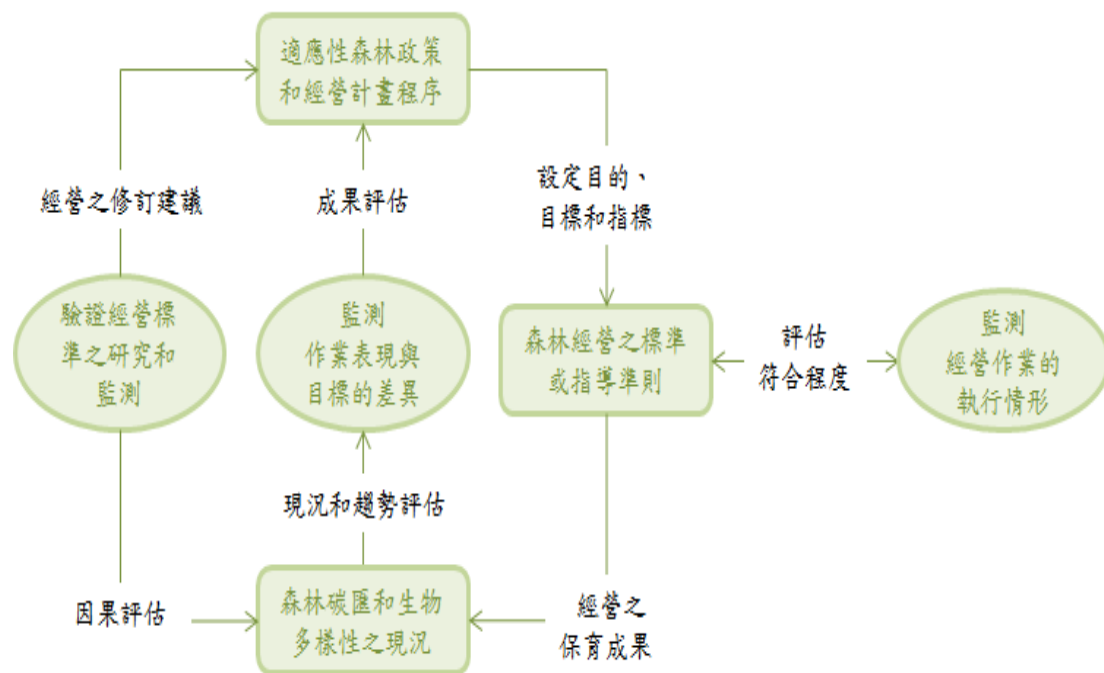 適應性森林政策
和經營計畫程序
經營之修訂建議
成果評估
設定目的、
目標和指標
驗證經營標
準之研究和
監測
監測
作業表現與
目標的差異
森林經營之標準
或指導準則
評估
符合程度
監測
經營作業的
執行情形
現況和趨勢評估
因果評估
森林碳匯和生物
多樣性之現況
經營之
保育成果